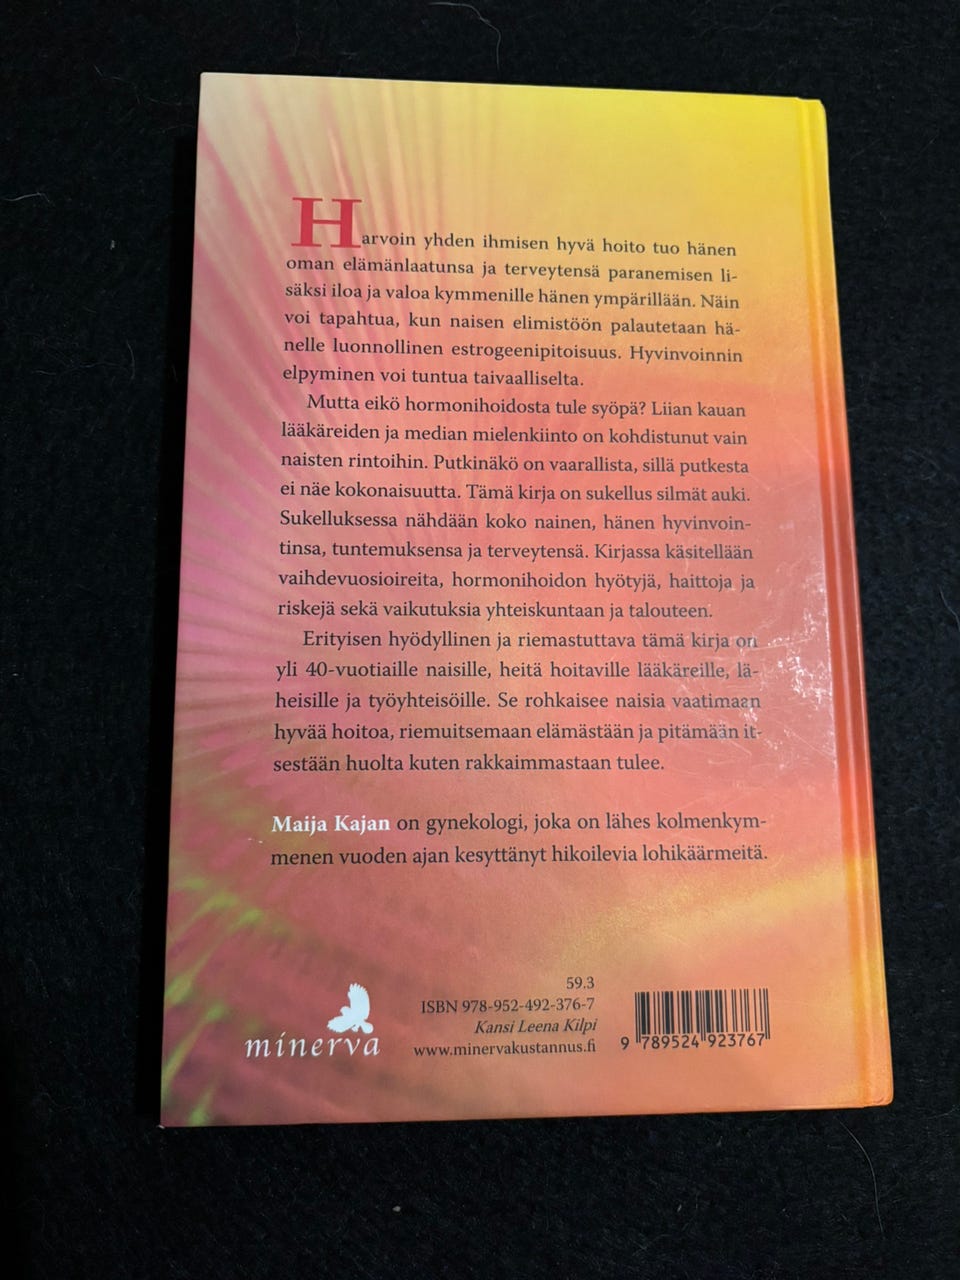 Harvoin yhden ihmisen hyvä hoito tuo hänen
oman elämänlaatunsa ja terveytensä paranemisen li-
säksi iloa ja valoa kymmenille hänen ympärillään. Näin
voi tapahtua, kun naisen elimistöön palautetaan hä-
nelle luonnollinen estrogeenipitoisuus. Hyvinvoinnin
elpyminen voi tuntua taivaalliselta.
Mutta eikö hormonihoidosta tule syöpä? Liian kauan
lääkäreiden ja median mielenkiinto on kohdistunut vain
naisten rintoihin. Putkinäkö on vaarallista, sillä putkesta
ei näe kokonaisuutta. Tämä kirja on sukellus silmät auki.
Sukelluksessa nähdään koko nainen, hänen hyvinvoin-
tinsa, tuntemuksensa ja terveytensä. Kirjassa käsitellään
vaihdevuosioireita, hormonihoidon hyötyjä, haittoja ja
riskejä sekä vaikutuksia yhteiskuntaan ja talouteen.
Erityisen hyödyllinen ja riemastuttava tämä kirja on
yli 40-vuotiaille naisille, heitä hoitaville lääkäreille, lä-
heisille ja työyhteisöille. Se rohkaisee naisia vaatimaan
hyvää hoitoa, riemuitsemaan elämästään ja pitämään it-
sestään huolta kuten rakkaimmastaan tulee.
Maija Kajan on gynekologi, joka on lähes kolmenkym-
menen vuoden ajan kesyttänyt hikoilevia lohikäärmeitä.
minerva
59.3
ISBN 978-952-492-376-7
Kansi Leena Kilpi
www.minervakustannus.fi
9 789524 923767